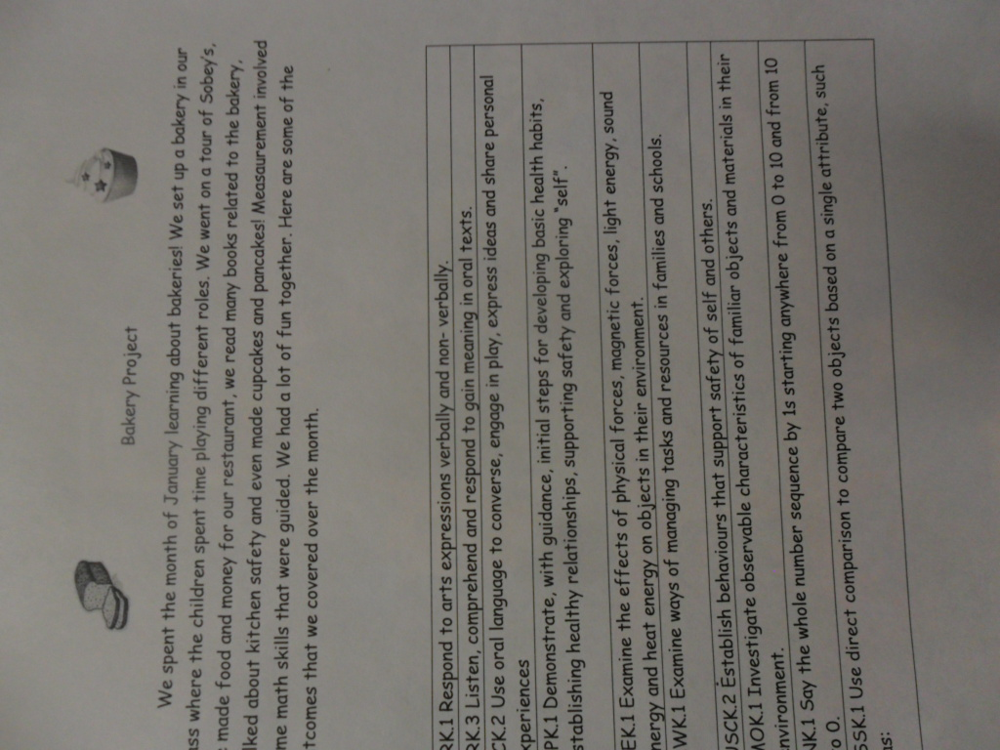 Bakery Project
We spent the month of January learning about bakeries! We set up a bakery in our
ass where the children spent time playing different roles. We went on a tour of Sobey's,
e made food and money for our restaurant, we read many books related to the bakery,
lked about kitchen safety and even made cupcakes and pancakes! Measaurement involved
me math skills that were guided. We had a lot of fun together. Here are some of the
tcomes that we covered over the month.
RK.1 Respond to arts expressions verbally and non- verbally.
RK.3 Listen, comprehend and respond to gain meaning in oral texts.
CK.2 Use oral language to converse, engage in play, express ideas and share personal
xperiences
PK.1 Demonstrate, with guidance, initial steps for developing basic health habits,
stablishing healthy relationships, supporting safety and exploring "self".
EK.1 Examine the effects of physical forces, magnetic forces, light energy, sound
nergy and heat energy on objects in their environment.
WK.1 Examine ways of managing tasks and resources in families and schools.
USCK.2 Establish behaviours that support safety of self and others.
MOK.1 Investigate observable characteristics of familiar objects and materials in their
nvironment.
NK.1 Say the whole number sequence by 1s starting anywhere from 0 to 10 and from 10
o 0.
SSK.1 Use direct comparison to compare two objects based on a single attribute, such
as: